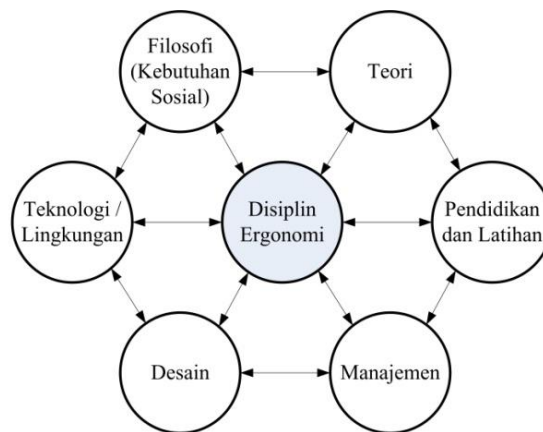 Filosofi
(Kebutuhan
Sosial)
Teori
Teknologi /
Lingkungan
Disiplin
Ergonomi
Pendidikan
dan Latihan
Desain
Manajemen